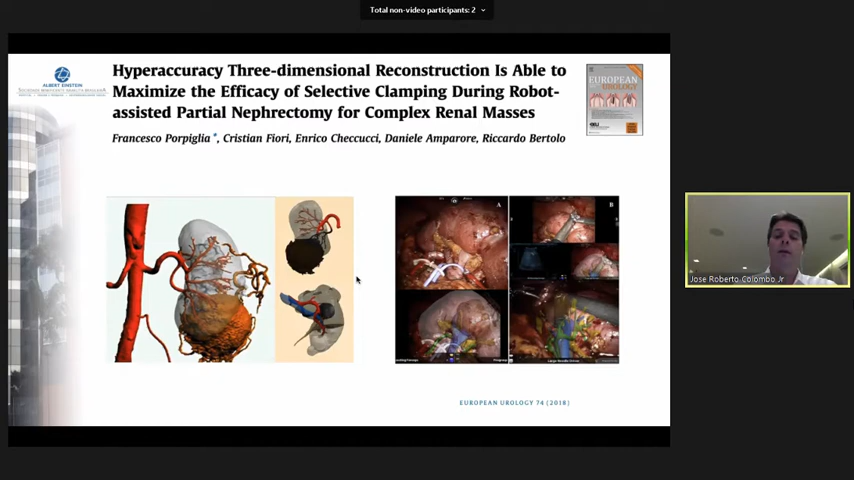 Total non-video participants: 2
ALBERT EINSTEIN
Hyperaccuracy Three-dimensional Reconstruction Is Able to
Maximize the Efficacy of Selective Clamping During Robot-
assisted Partial Nephrectomy for Complex Renal Masses
Francesco Porpiglia*, Cristian Fiori, Enrico Checcucci, Daniele Amparore, Riccardo Bertolo
EUROPEAN
UROLOGY
A
B
Jose Roberto Colombo Jr
EUROPEAN UROLOGY 74 (2018)